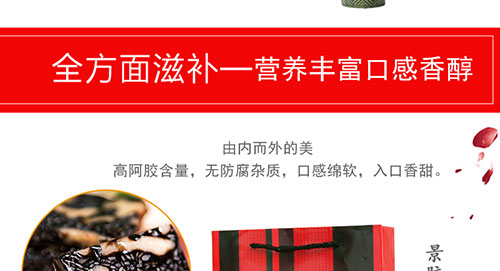 全方面滋补—营养丰富口感香醇
由内而外的美
高阿胶含量，无防腐杂质，口感绵软，入口香甜。
景